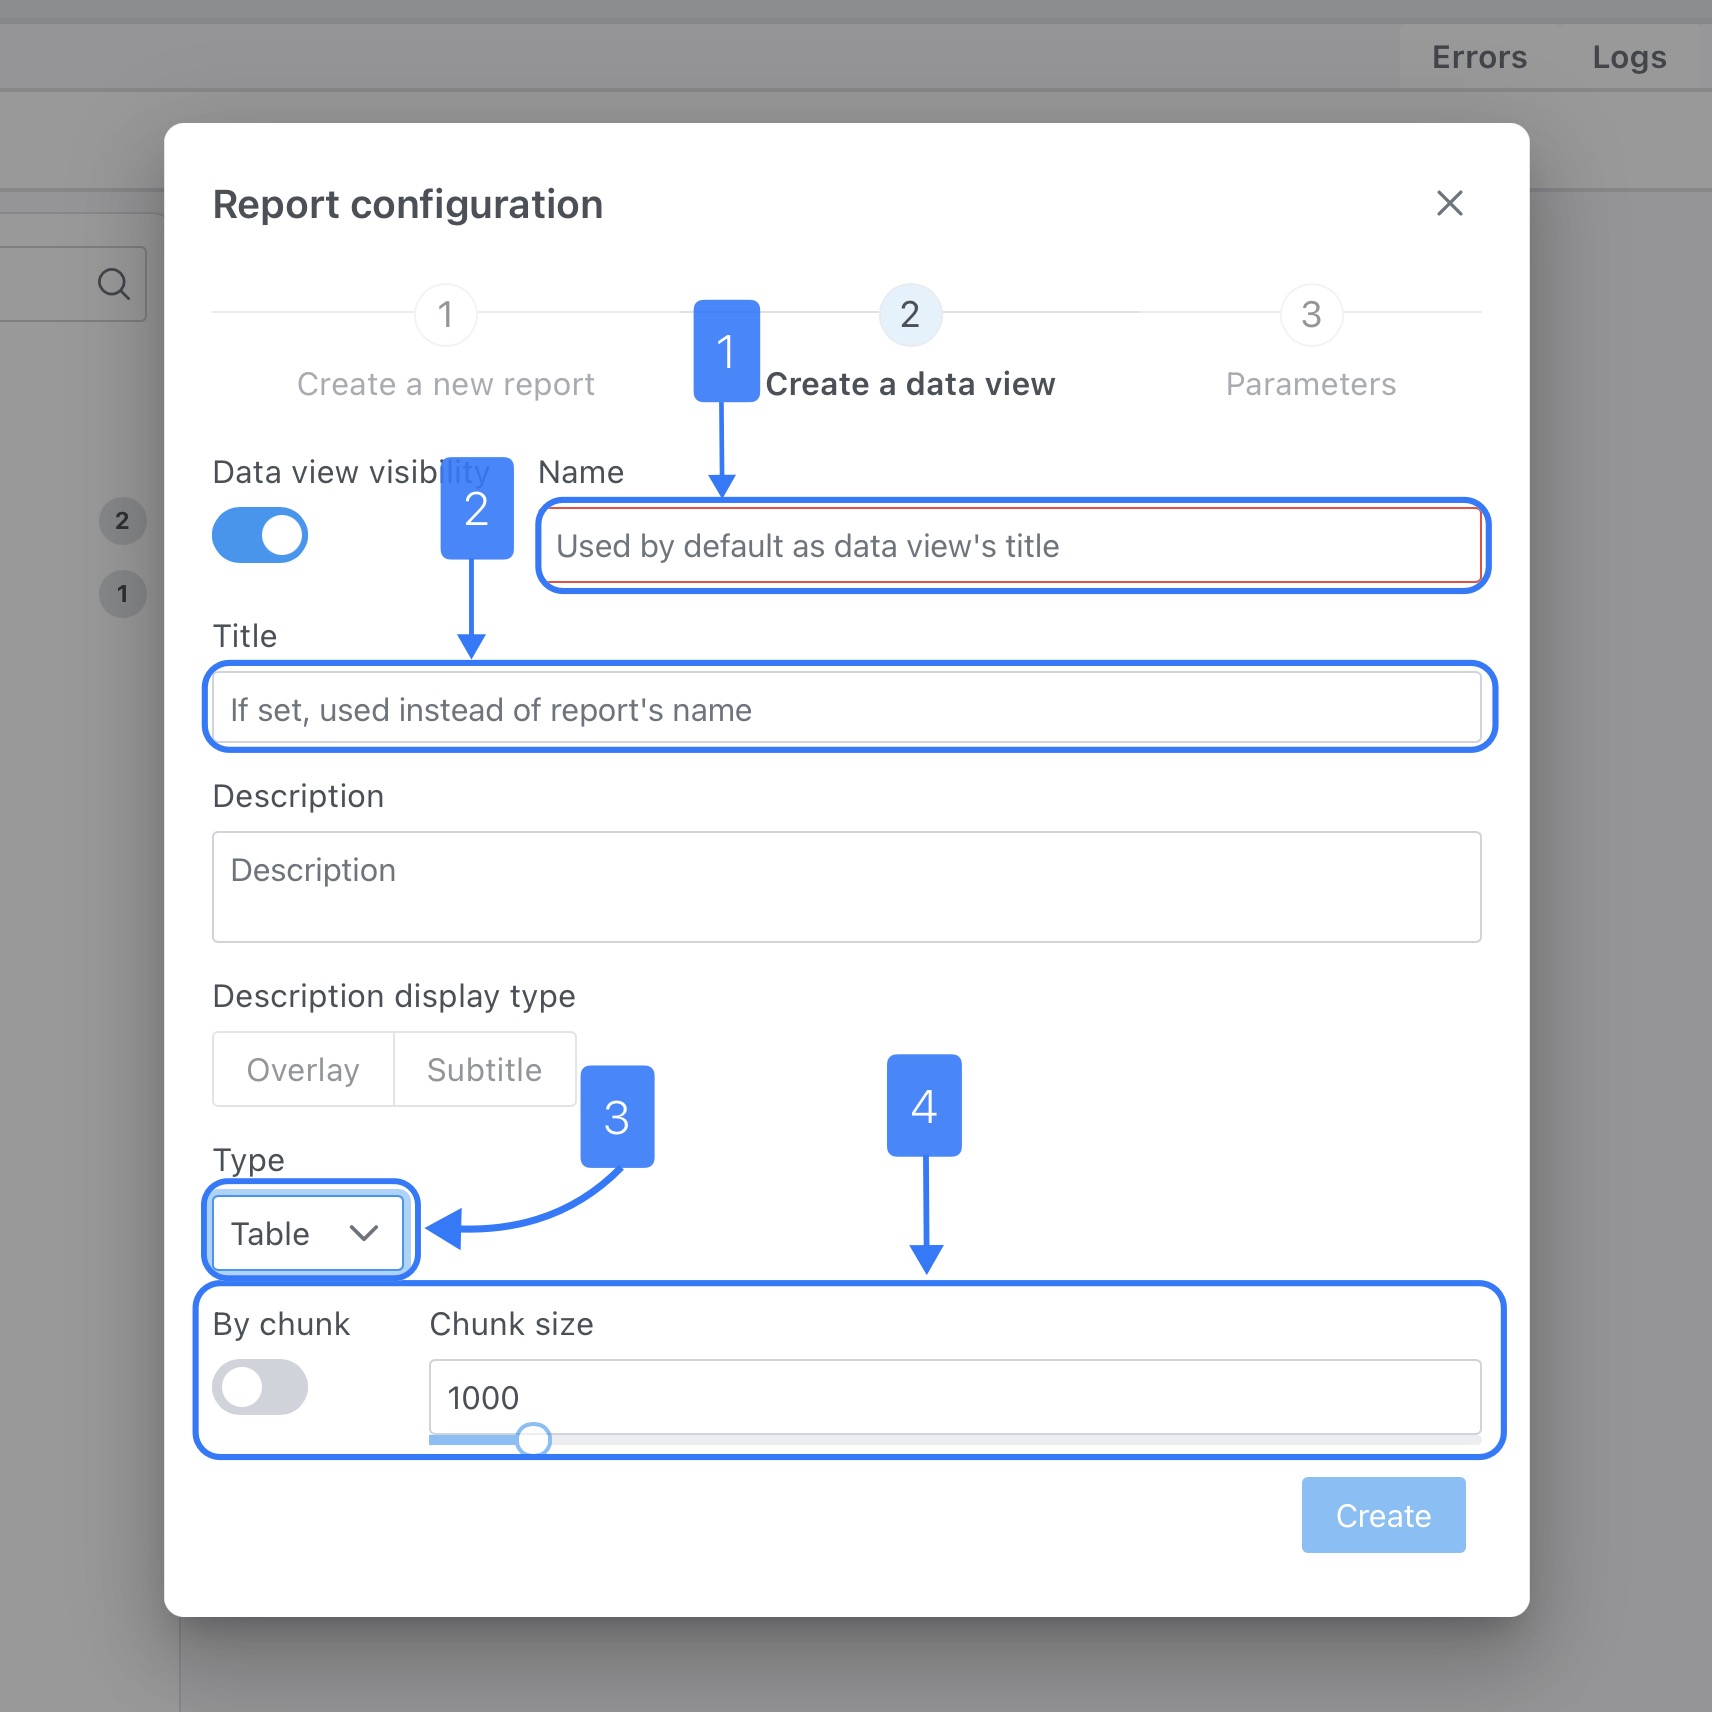 Errors Logs
Report configuration
1 2 3
1
Create a new report Create a data view Parameters
Data view visibility Name
2
2
Used by default as data view's title
1
Title
If set, used instead of report's name
Description
Description
Description display type
Overlay Subtitle
3 4
Type
Table
By chunk Chunk size
1000
Create